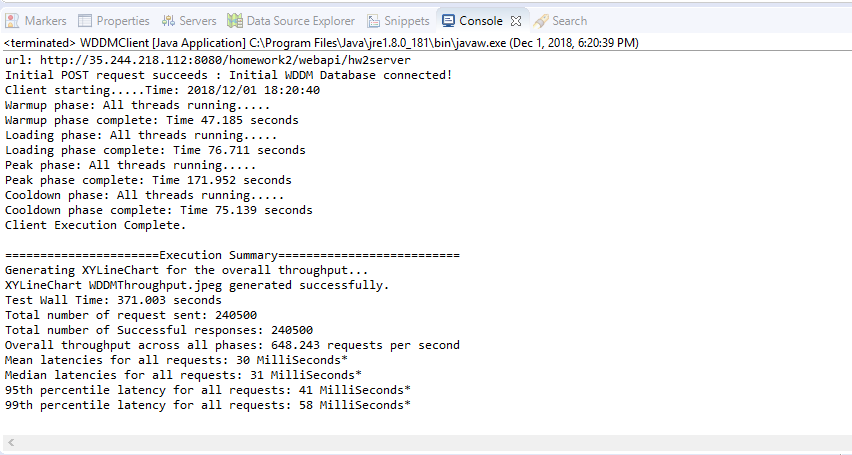 Markers Properties Servers Data Source Explorer Snippets Console Search
<terminated> WDDMClient [Java Application] C:\Program Files\Java\jre1.8.0_181\bin\javaw.exe (Dec 1, 2018, 6:20:39 PM)
url: http://35.244.218.112:8080/homework2/webapi/hw2server
Initial POST request succeeds : Initial WDDM Database connected!
Client starting.....Time: 2018/12/01 18:20:40
Warmup phase: All threads running.....
Warmup phase complete: Time 47.185 seconds
Loading phase: All threads running.....
Loading phase complete: Time 76.711 seconds
Peak phase: All threads running.....
Peak phase complete: Time 171.952 seconds
Cooldown phase: All threads running.....
Cooldown phase complete: Time 75.139 seconds
Client Execution Complete.
======================Execution Summary==========================
Generating XYLineChart for the overall throughput...
XYLineChart WDDMThroughput.jpeg generated successfully.
Test Wall Time: 371.003 seconds
Total number of request sent: 240500
Total number of Successful responses: 240500
Overall throughput across all phases: 648.243 requests per second
Mean latencies for all requests: 30 MilliSeconds*
Median latencies for all requests: 31 MilliSeconds*
95th percentile latency for all requests: 41 MilliSeconds*
99th percentile latency for all requests: 58 MilliSeconds*